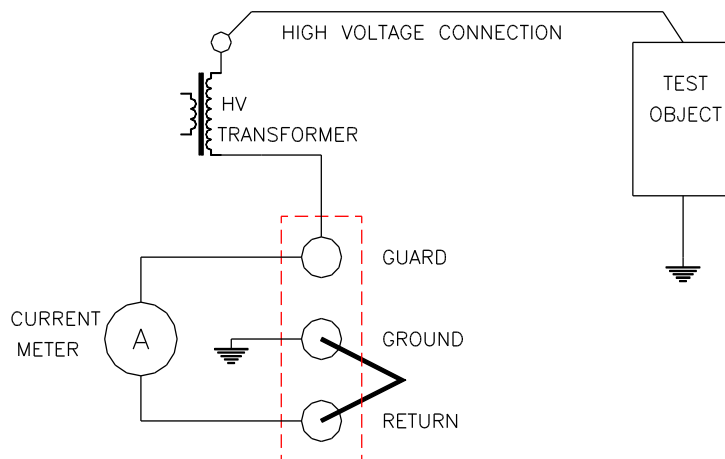 HIGH VOLTAGE CONNECTION
TEST
OBJECT
HV
TRANSFORMER
GUARD
CURRENT
METER
A
GROUND
RETURN